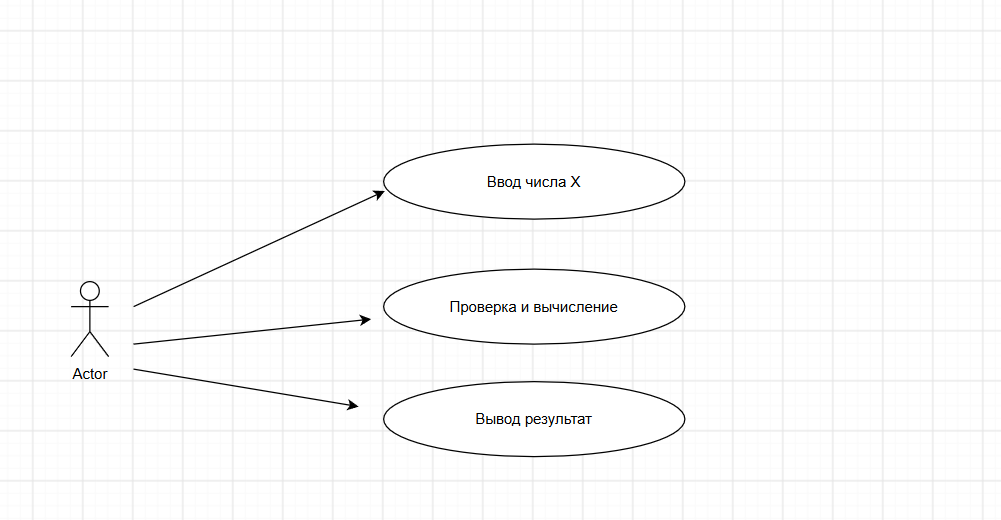 Ввод числа X
Проверка и вычисление
Actor
Вывод результат